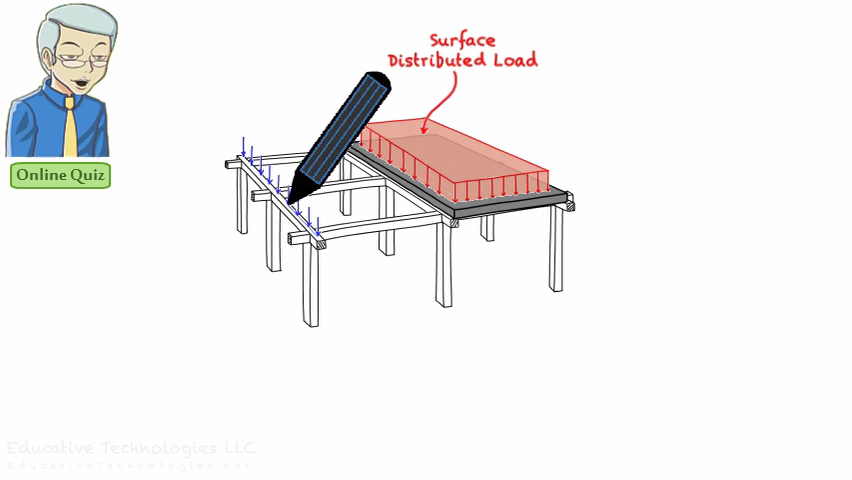 Surface
Distributed Load
Online Quiz
Educative Technologies LLC
EducativeTechnologies.net